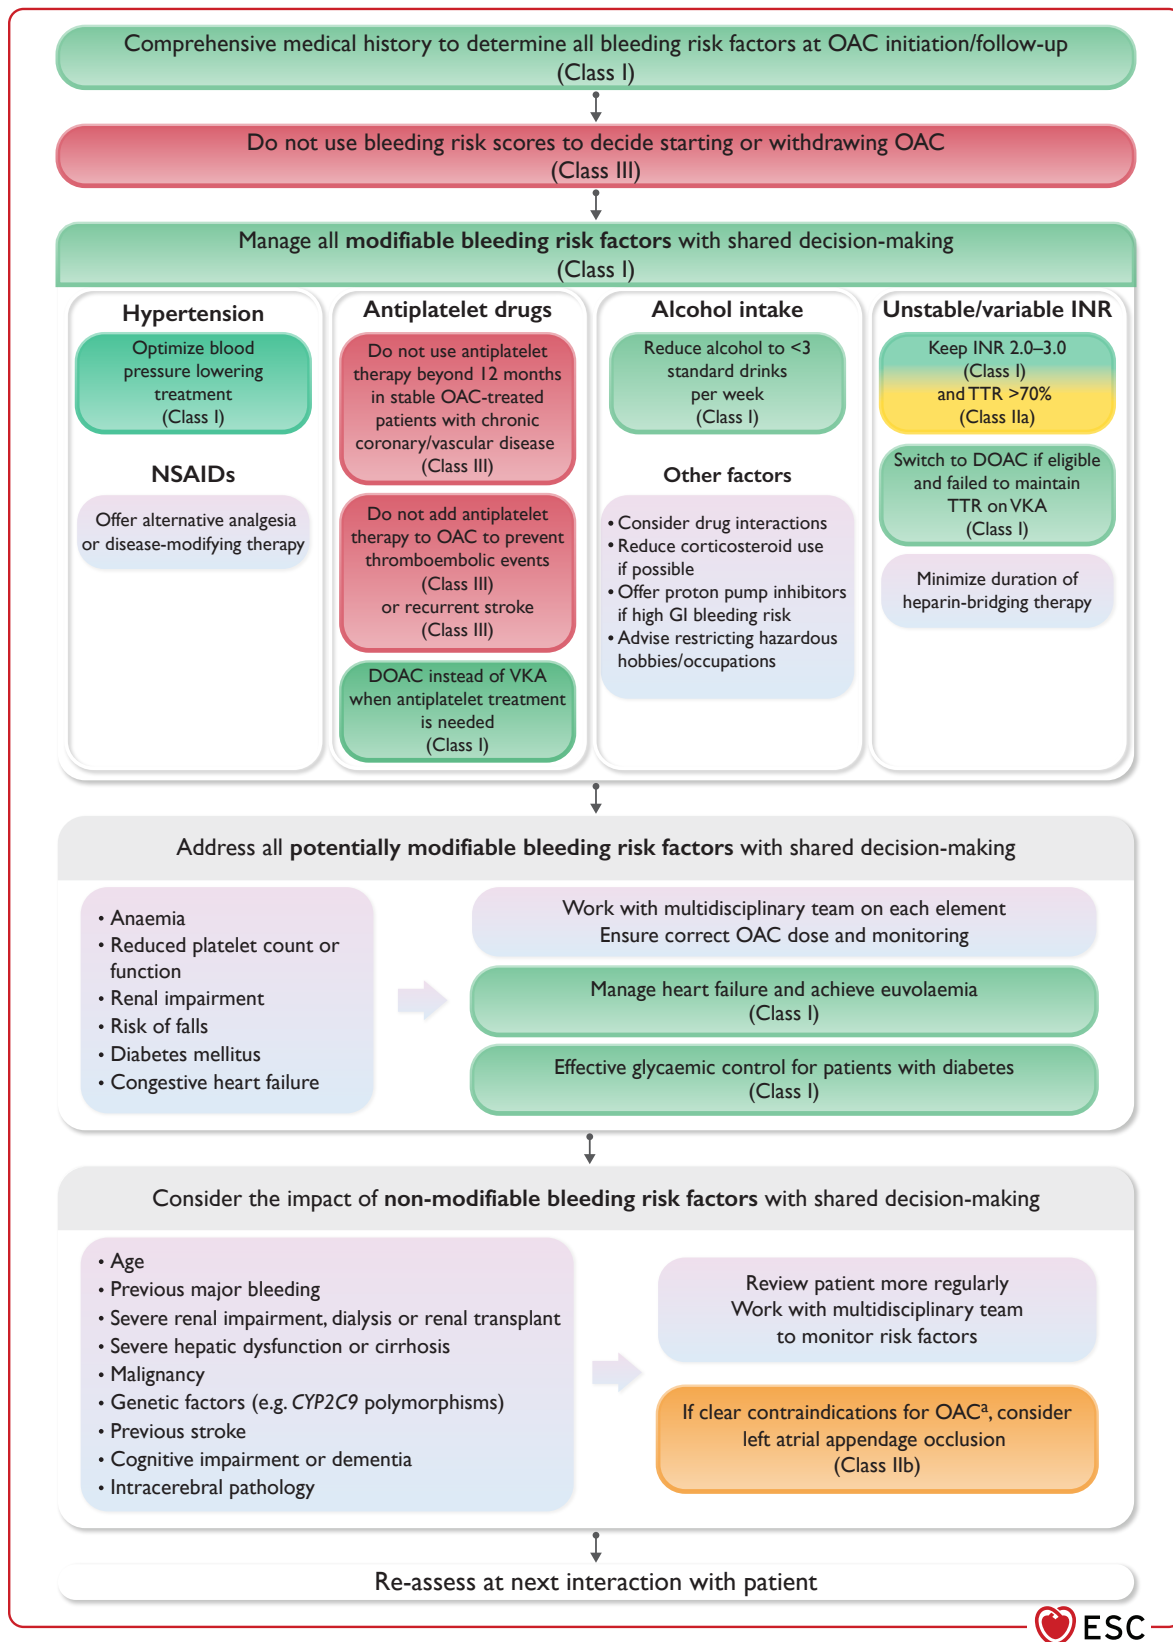 Comprehensive medical history to determine all bleeding risk factors at OAC initiation/follow-up
(Class I)
Do not use bleeding risk scores to decide starting or withdrawing OAC
(Class III)
Manage all modifiable bleeding risk factors with shared decision-making
(Class I)
Hypertension
Optimize blood
pressure lowering
treatment
(Class I)
NSAIDs
Offer alternative analgesia
or disease-modifying therapy
Antiplatelet drugs
Do not use antiplatelet
therapy beyond 12 months
in stable OAC-treated
patients with chronic
coronary/vascular disease
(Class III)
Do not add antiplatelet
therapy to OAC to prevent
thromboembolic events
(Class III)
or recurrent stroke
(Class III)
DOAC instead of VKA
when antiplatelet treatment
is needed
(Class I)
Alcohol intake
Reduce alcohol to <3
standard drinks
per week
(Class I)
Other factors
• Consider drug interactions
• Reduce corticosteroid use
if possible
• Offer proton pump inhibitors
if high GI bleeding risk
• Advise restricting hazardous
hobbies/occupations
Unstable/variable INR
Keep INR 2.0–3.0
(Class I)
and TTR >70%
(Class IIa)
Switch to DOAC if eligible
and failed to maintain
TTR on VKA
(Class I)
Minimize duration of
heparin-bridging therapy
Address all potentially modifiable bleeding risk factors with shared decision-making
• Anaemia
• Reduced platelet count or
function
• Renal impairment
• Risk of falls
• Diabetes mellitus
• Congestive heart failure
Work with multidisciplinary team on each element
Ensure correct OAC dose and monitoring
Manage heart failure and achieve euvolaemia
(Class I)
Effective glycaemic control for patients with diabetes
(Class I)
Consider the impact of non-modifiable bleeding risk factors with shared decision-making
• Age
• Previous major bleeding
• Severe renal impairment, dialysis or renal transplant
• Severe hepatic dysfunction or cirrhosis
• Malignancy
• Genetic factors (e.g. CYP2C9 polymorphisms)
• Previous stroke
• Cognitive impairment or dementia
• Intracerebral pathology
Review patient more regularly
Work with multidisciplinary team
to monitor risk factors
If clear contraindications for OACᵃ, consider
left atrial appendage occlusion
(Class IIb)
Re-assess at next interaction with patient
ESC